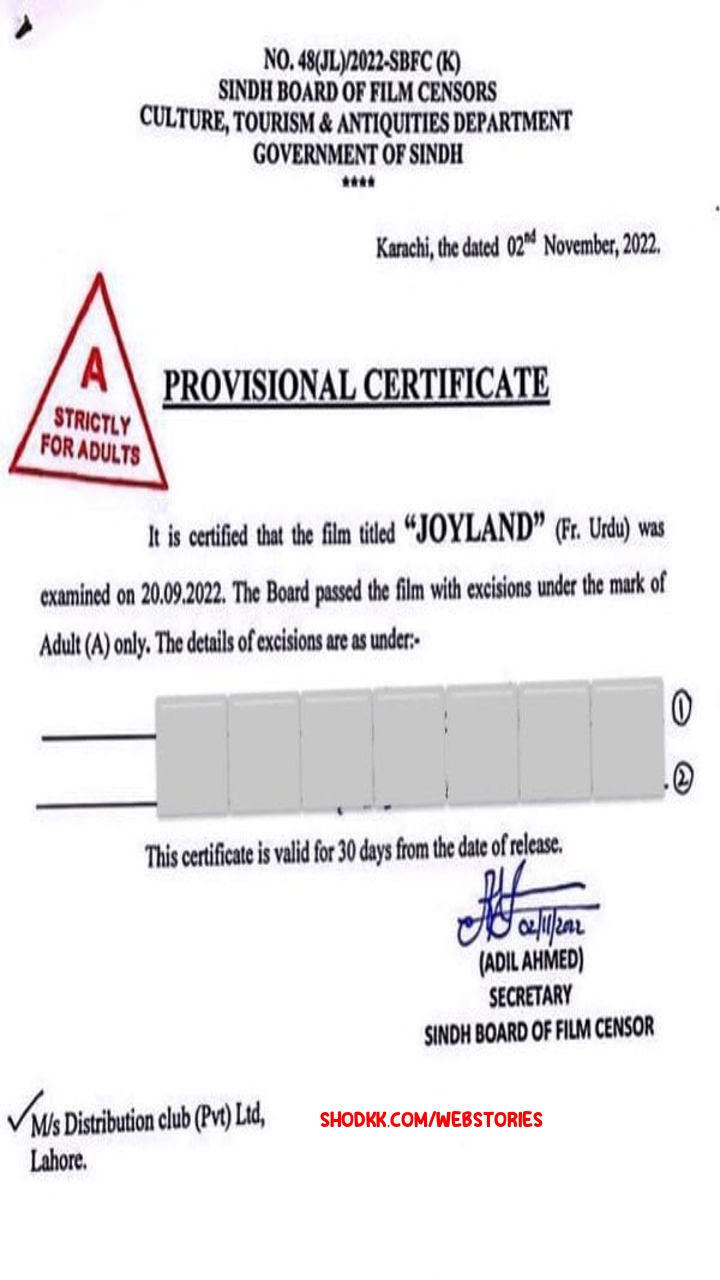 NO. 48(JL)/2022-SBFC (K)
SINDH BOARD OF FILM CENSORS
CULTURE, TOURISM & ANTIQUITIES DEPARTMENT
GOVERNMENT OF SINDH
****
Karachi, the dated 02nd November, 2022.
A
STRICTLY
FOR ADULTS
PROVISIONAL CERTIFICATE
It is certified that the film titled “JOYLAND” (Fr. Urdu) was
examined on 20.09.2022. The Board passed the film with excisions under the mark of
Adult (A) only. The details of excisions are as under:-
①
.②
This certificate is valid for 30 days from the date of release.
02/11/2022
(ADIL AHMED)
SECRETARY
SINDH BOARD OF FILM CENSOR
M/s Distribution club (Pvt) Ltd,
Lahore.
SHODKK.COM/WEBSTORIES